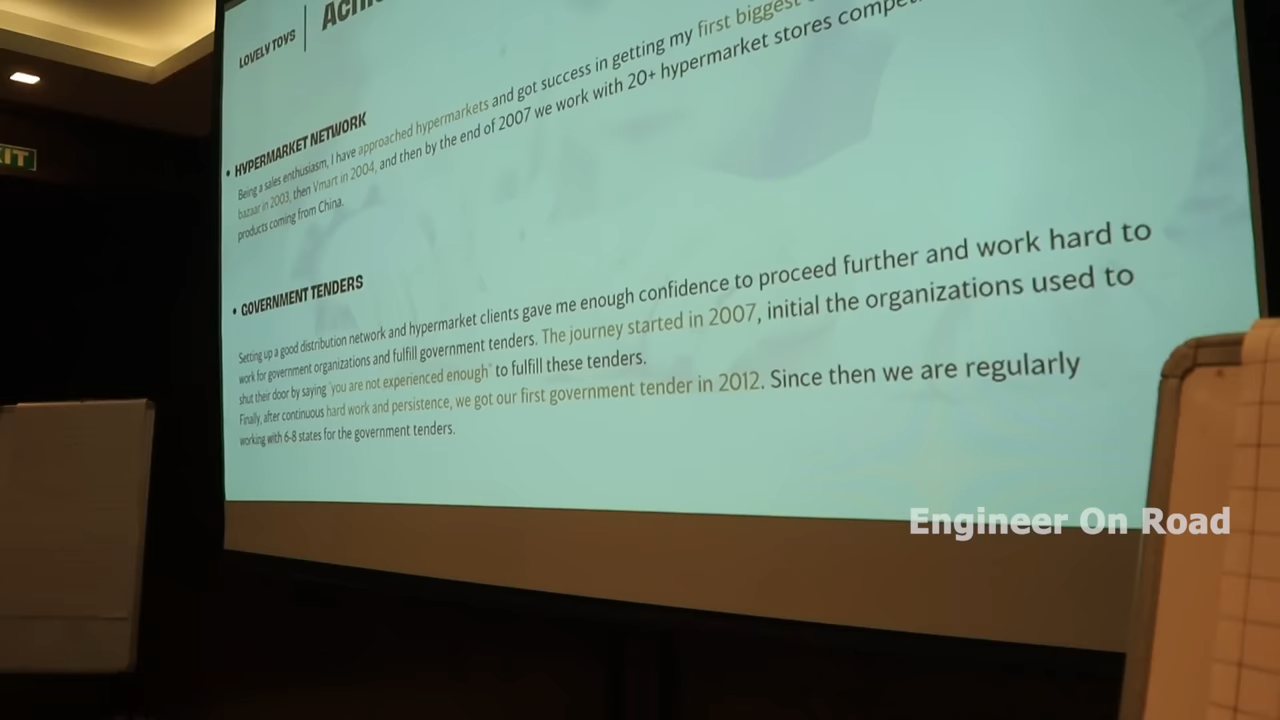 LOVELY TOYS
• HYPERMARKET NETWORK
Being a sales enthusiasm, I have approached hypermarkets and got success in getting my first biggest
bazaar in 2003, then Vmart in 2004, and then by the end of 2007 we work with 20+ hypermarket stores
products coming from China.
• GOVERNMENT TENDERS
Setting up a good distribution network and hypermarket clients gave me enough confidence to proceed further and work hard to
work for government organizations and fulfill government tenders. The journey started in 2007, initial the organizations used to
shut their door by saying "you are not experienced enough" to fulfill these tenders.
Finally, after continuous hard work and persistence, we got our first government tender in 2012. Since then we are regularly
working with 6-8 states for the government tenders.
Engineer On Road